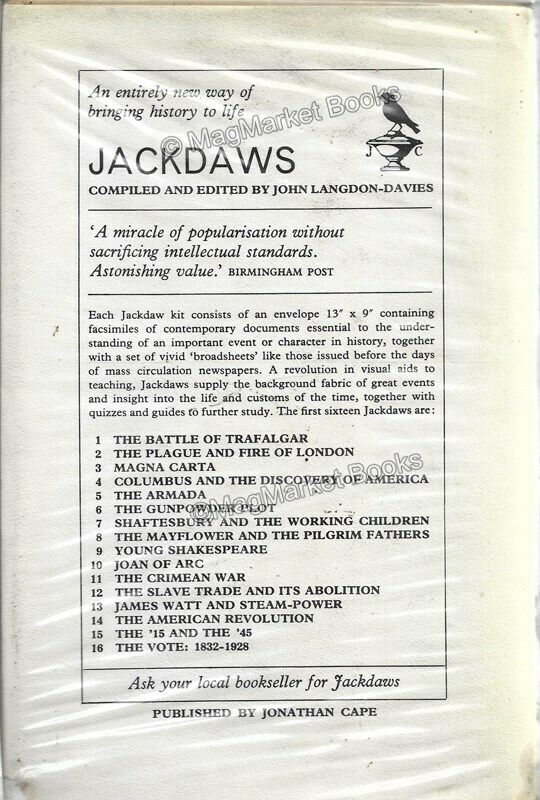 An entirely new way of
bringing history to life
© MagMarket Books
J C
JACKDAWS
COMPILED AND EDITED BY JOHN LANGDON-DAVIES
'A miracle of popularisation without
sacrificing intellectual standards.
Astonishing value.' BIRMINGHAM POST
Each Jackdaw kit consists of an envelope 13″ x 9″ containing
facsimiles of contemporary documents essential to the under-
standing of an important event or character in history, together
with a set of vivid 'broadsheets' like those issued before the days
of mass circulation newspapers. A revolution in visual aids to
teaching, Jackdaws supply the background fabric of great events
and insight into the life and customs of the time, together with
quizzes and guides to further study. The first sixteen Jackdaws are:
1 THE BATTLE OF TRAFALGAR
2 THE PLAGUE AND FIRE OF LONDON
3 MAGNA CARTA
4 COLUMBUS AND THE DISCOVERY OF AMERICA
5 THE ARMADA
© MagMarket Books
6 THE GUNPOWDER PLOT
7 SHAFTESBURY AND THE WORKING CHILDREN
8 THE MAYFLOWER AND THE PILGRIM FATHERS
9 YOUNG SHAKESPEARE
10 JOAN OF ARC
11 THE CRIMEAN WAR
12 THE SLAVE TRADE AND ITS ABOLITION
13 JAMES WATT AND STEAM-POWER
14 THE AMERICAN REVOLUTION
15 THE '15 AND THE '45
16 THE VOTE: 1832-1928
Ask your local bookseller for Jackdaws
PUBLISHED BY JONATHAN CAPE